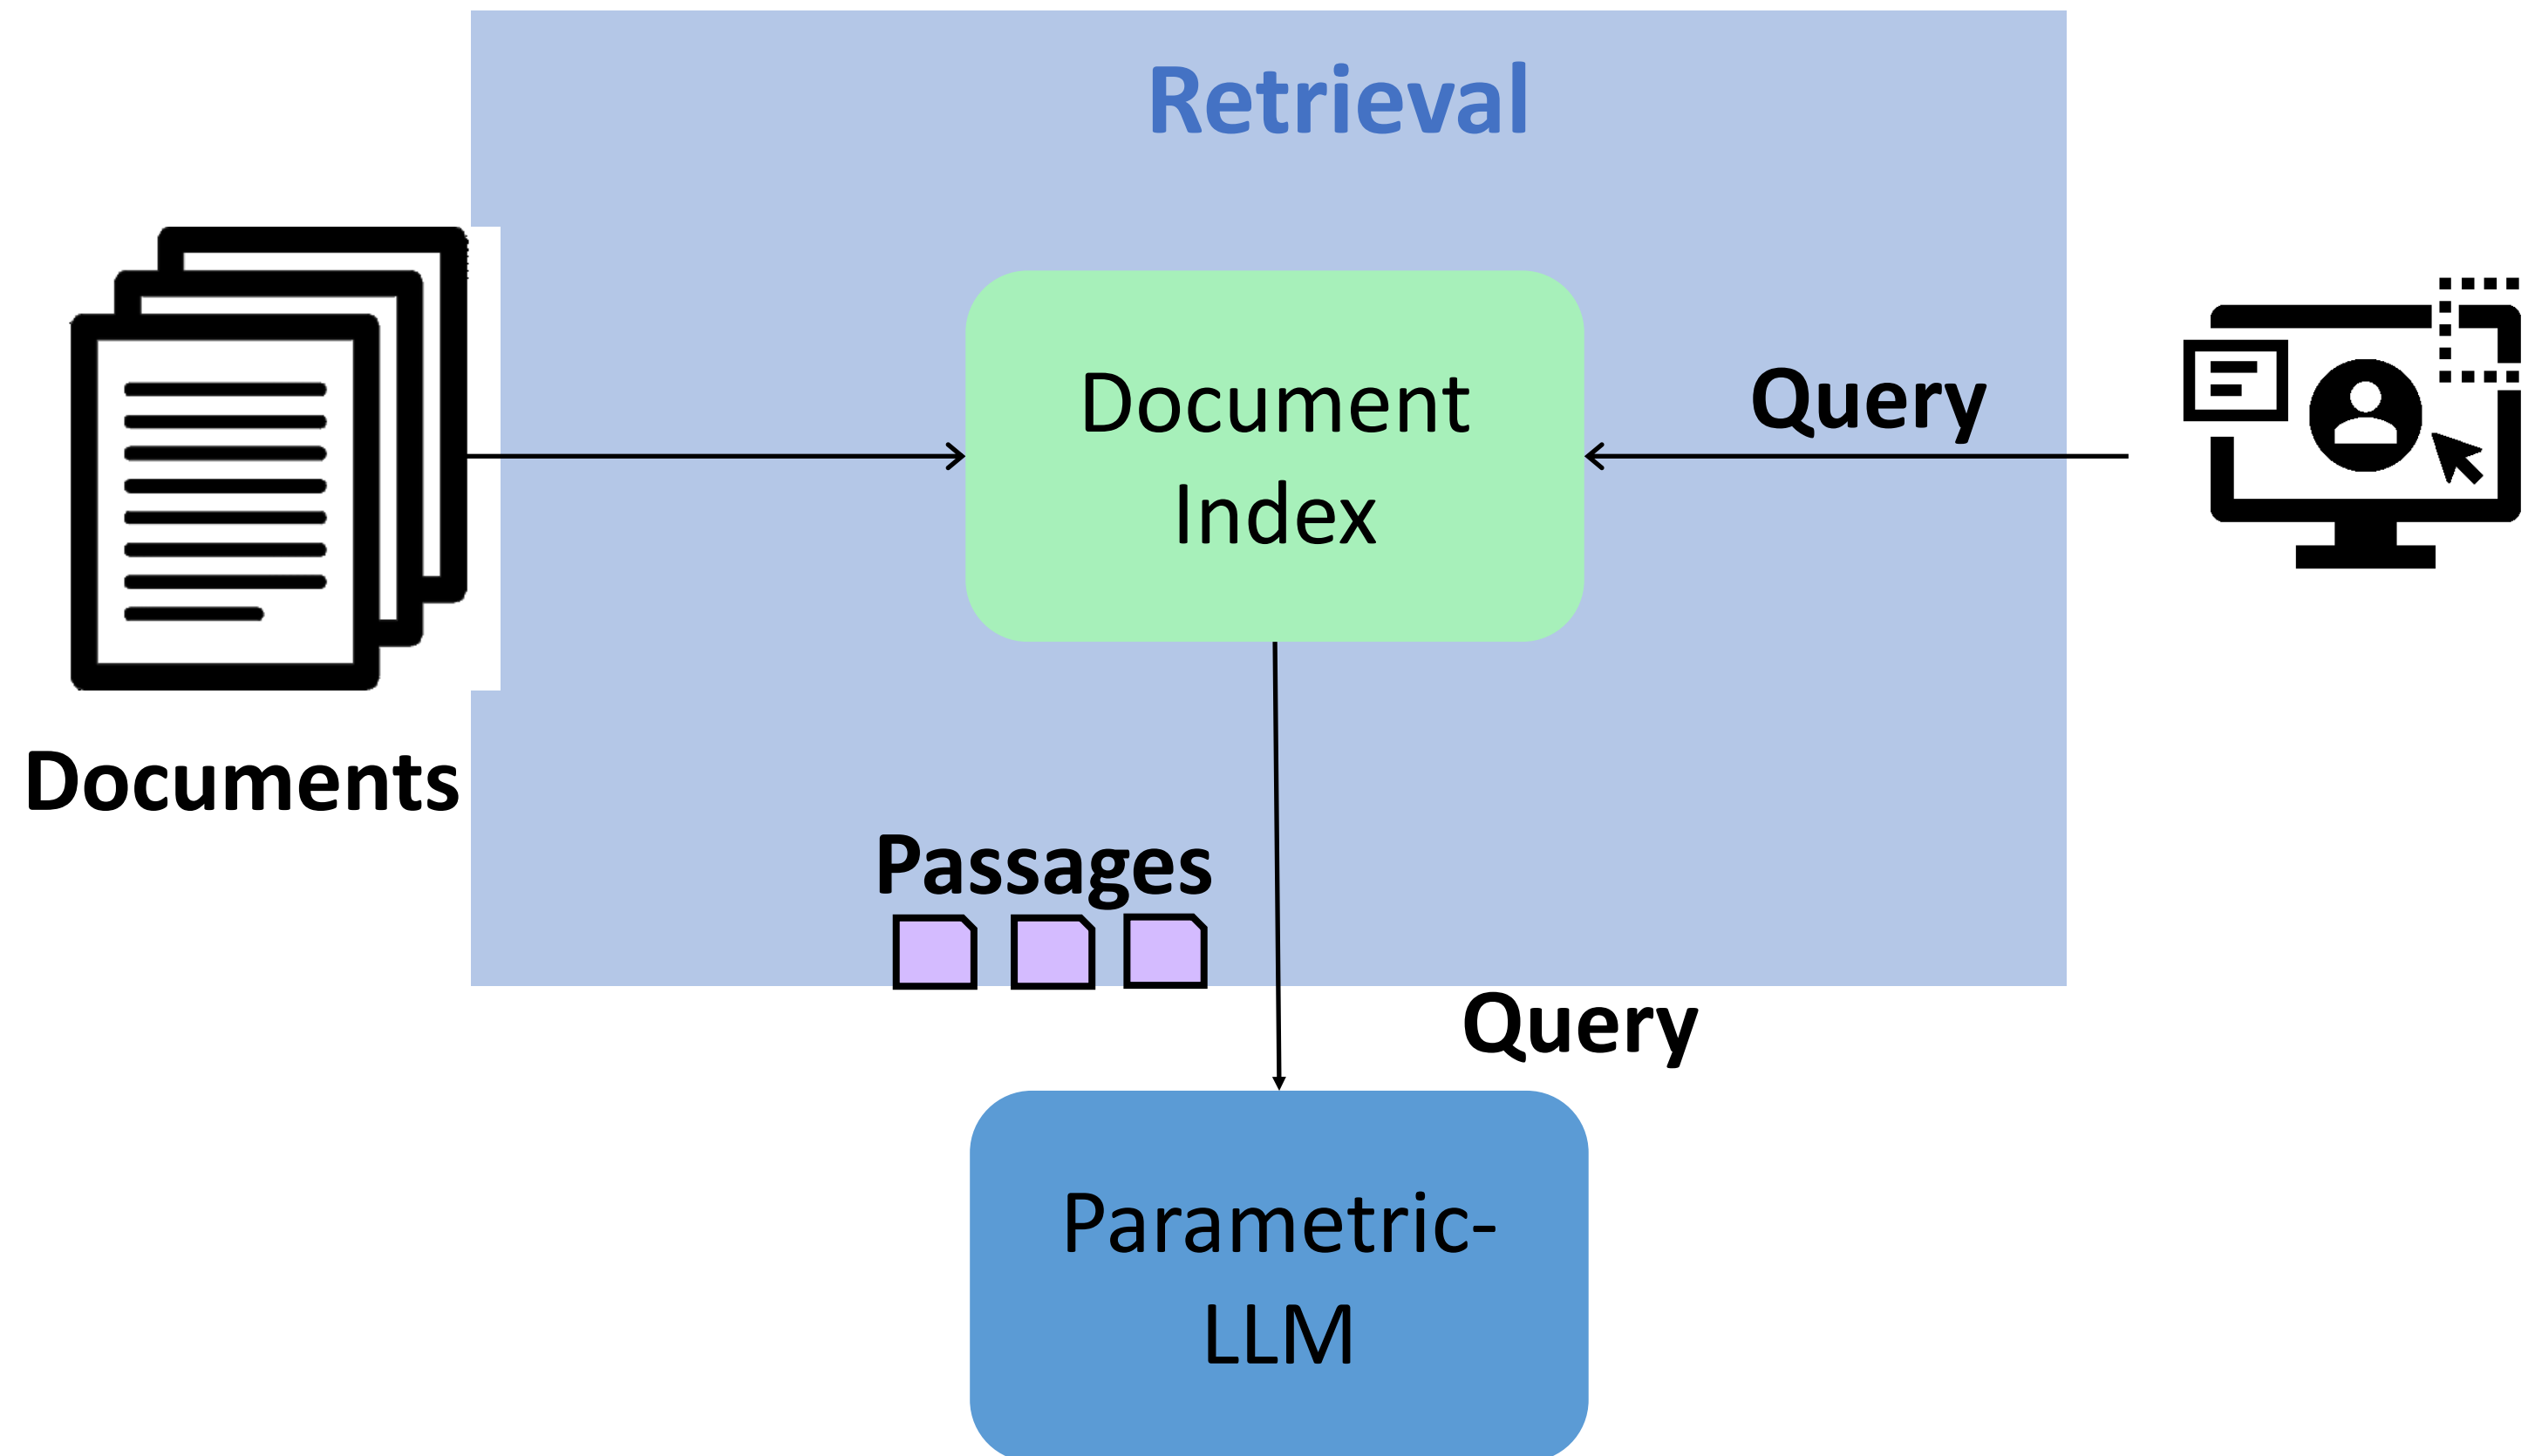 Retrieval
Document
Index
Query
Documents
Passages
Query
Parametric-
LLM